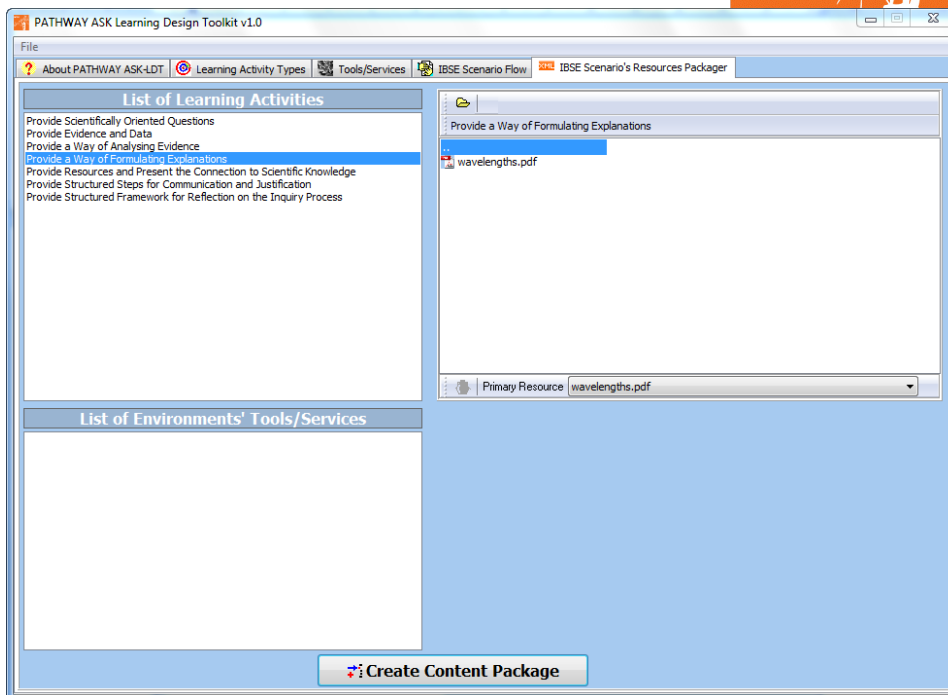 PATHWAY ASK Learning Design Toolkit v1.0
File
? About PATHWAY ASK-LDT Learning Activity Types Tools/Services IBSE Scenario Flow XML IBSE Scenario's Resources Packager
List of Learning Activities
Provide Scientifically Oriented Questions
Provide Evidence and Data
Provide a Way of Analysing Evidence
Provide a Way of Formulating Explanations
Provide Resources and Present the Connection to Scientific Knowledge
Provide Structured Steps for Communication and Justification
Provide Structured Framework for Reflection on the Inquiry Process
Provide a Way of Formulating Explanations
..
wavelengths.pdf
Primary Resource wavelengths.pdf
List of Environments' Tools/Services
Create Content Package